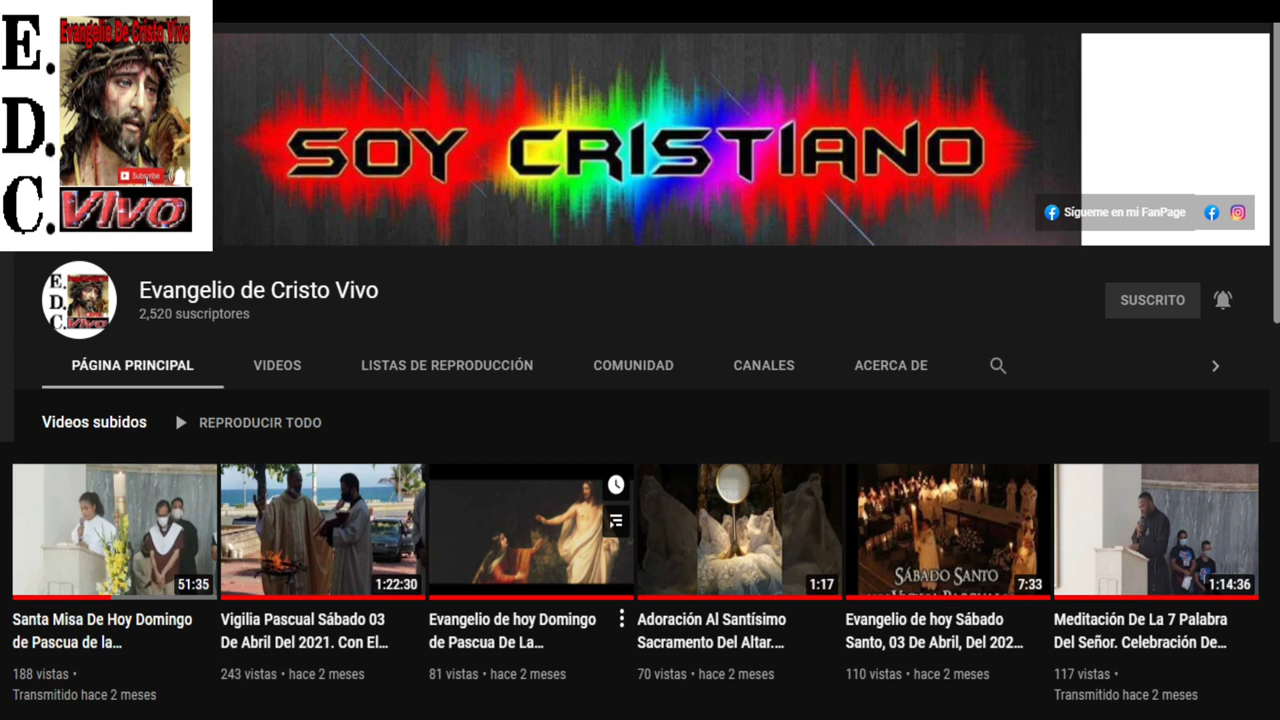 E.
D.
C.
Evangelio De Cristo Vivo
Subscribe
Vivo
SOY CRISTIANO
Sígueme en mi FanPage
E.
D.
C.
Vivo
Evangelio de Cristo Vivo
2,520 suscriptores
SUSCRITO
PÁGINA PRINCIPAL
VIDEOS
LISTAS DE REPRODUCCIÓN
COMUNIDAD
CANALES
ACERCA DE
Videos subidos
REPRODUCIR TODO
51:35
Santa Misa De Hoy Domingo
de Pascua de la...
188 vistas •
Transmitido hace 2 meses
1:22:30
Vigilia Pascual Sábado 03
De Abril Del 2021. Con El...
243 vistas • hace 2 meses
Evangelio de hoy Domingo
de Pascua De La...
81 vistas • hace 2 meses
1:17
Adoración Al Santísimo
Sacramento Del Altar....
70 vistas • hace 2 meses
SÁBADO SANTO
7:33
Evangelio de hoy Sábado
Santo, 03 De Abril, Del 202...
110 vistas • hace 2 meses
1:14:36
Meditación De La 7 Palabra
Del Señor. Celebración De...
117 vistas •
Transmitido hace 2 meses